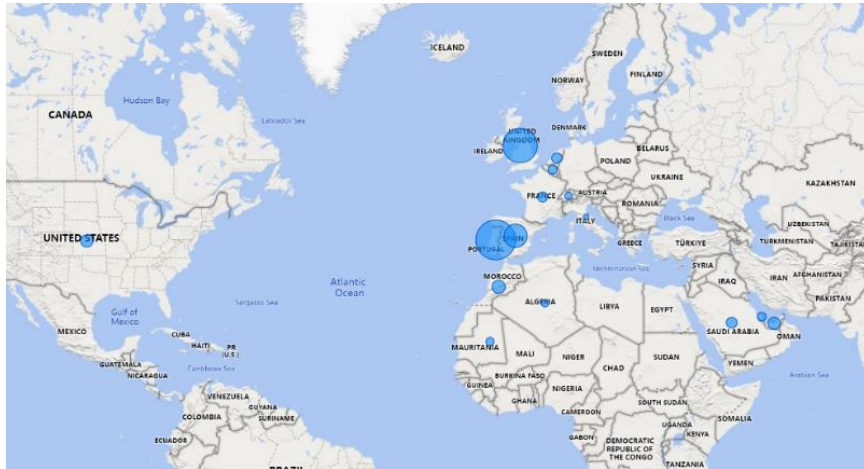 ICELAND
SWEDEN
FINLAND
NORWAY
CANADA
Hudson Bay
Labrador Sea
UNITED
KINGDOM
DENMARK
IRELAND
BELARUS
POLAND
UKRAINE
KAZAKHSTAN
FRANCE
AUSTRIA
ROMANIA
ITALY
Black Sea
UZBEKISTAN
UNITED STATES
SPAIN
PORTUGAL
GREECE
TÜRKIYE
TURKMENISTAN
TAJIKISTAN
Mediterranean Sea
SYRIA
MOROCCO
IRAQ
IRAN
AFGHANISTAN
Atlantic
Ocean
PAKISTAN
Sargasso Sea
Gulf of
Mexico
ALGERIA
LIBYA
EGYPT
MEXICO
CUBA
HAITI
PR
(U.S.)
SAUDI ARABIA
OMAN
MAURITANIA
MALI
NIGER
CHAD
SUDAN
YEMEN
Arabian Sea
GUATEMALA
NICARAGUA
Caribbean Sea
BURKINA FASO
GUINEA
NIGERIA
GHANA
SOUTH SUDAN
SOMALIA
VENEZUELA
GUYANA
COLOMBIA
SURINAME
CAMEROON
UGANDA
KENYA
ECUADOR
GABON
DEMOCRATIC
REPUBLIC OF
THE CONGO
TANZANIA
BRAZIL